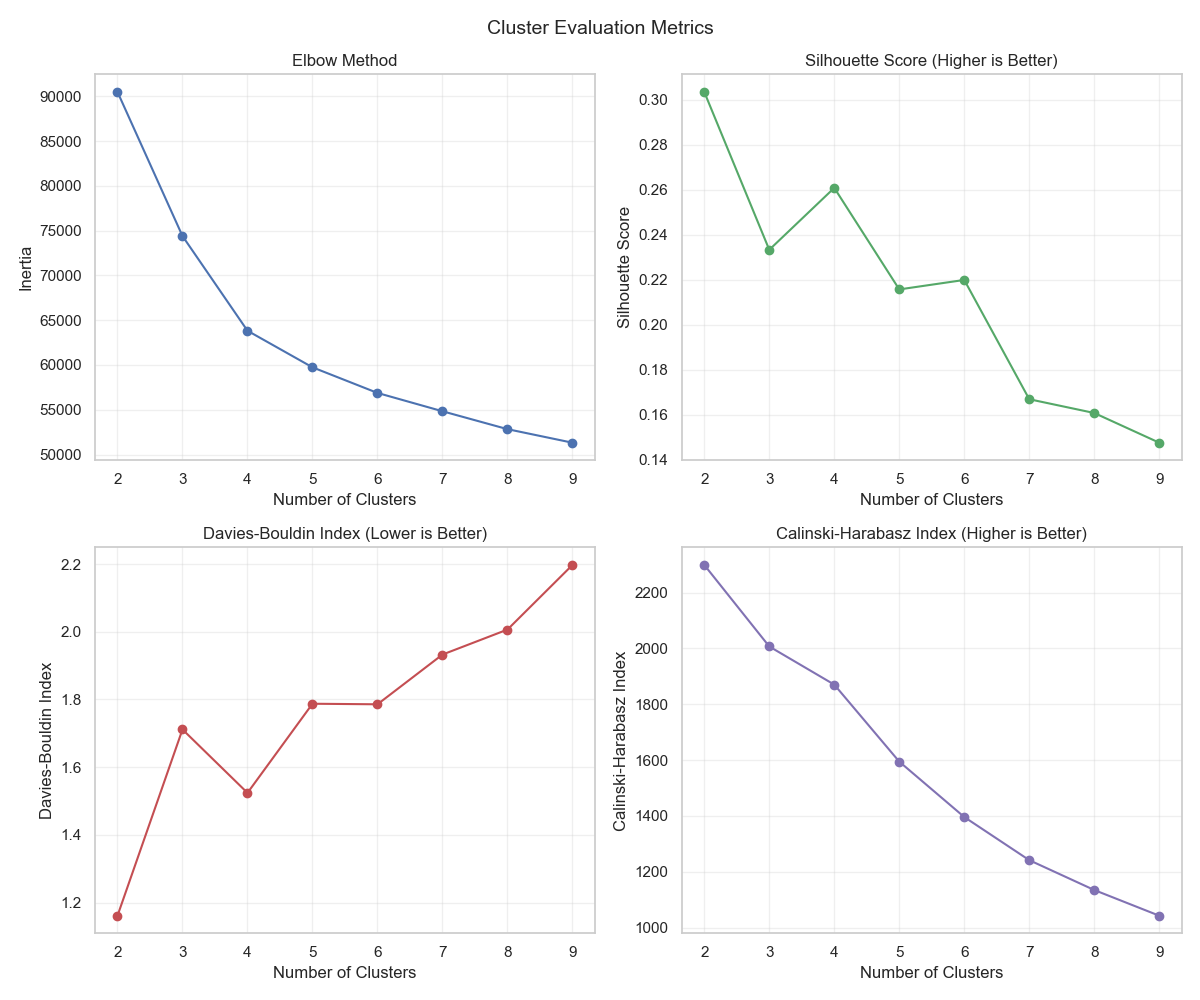 Cluster Evaluation Metrics
Elbow Method
90000
85000
80000
75000
70000
65000
60000
55000
50000
Inertia
2 3 4 5 6 7 8 9
Number of Clusters
Silhouette Score (Higher is Better)
0.30
0.28
0.26
0.24
0.22
0.20
0.18
0.16
0.14
Silhouette Score
2 3 4 5 6 7 8 9
Number of Clusters
Davies-Bouldin Index (Lower is Better)
2.2
2.0
1.8
1.6
1.4
1.2
Davies-Bouldin Index
2 3 4 5 6 7 8 9
Number of Clusters
Calinski-Harabasz Index (Higher is Better)
2200
2000
1800
1600
1400
1200
1000
Calinski-Harabasz Index
2 3 4 5 6 7 8 9
Number of Clusters